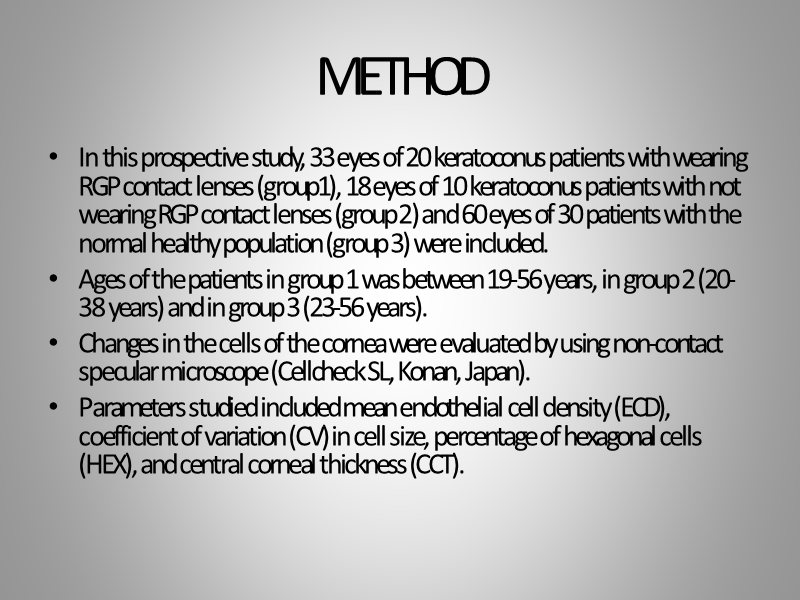 METHOD
• In this prospective study, 33 eyes of 20 keratoconus patients with wearing
RGP contact lenses (group1), 18 eyes of 10 keratoconus patients with not
wearing RGP contact lenses (group 2) and 60 eyes of 30 patients with the
normal healthy population (group 3) were included.
• Ages of the patients in group 1 was between 19-56 years, in group 2 (20-
38 years) and in group 3 (23-56 years).
• Changes in the cells of the cornea were evaluated by using non-contact
specular microscope (Cellcheck SL, Konan, Japan).
• Parameters studied included mean endothelial cell density (ECD),
coefficient of variation (CV) in cell size, percentage of hexagonal cells
(HEX), and central corneal thickness (CCT).